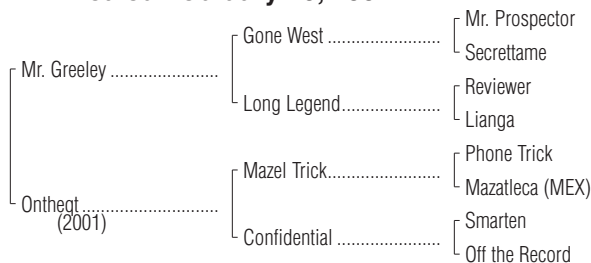 Gone West
Mr. Prospector
Secrettame
Mr. Greeley
Long Legend
Reviewer
Lianga
Mazel Trick
Phone Trick
Mazatleca (MEX)
Ontheqt
(2001)
Confidential
Smarten
Off the Record